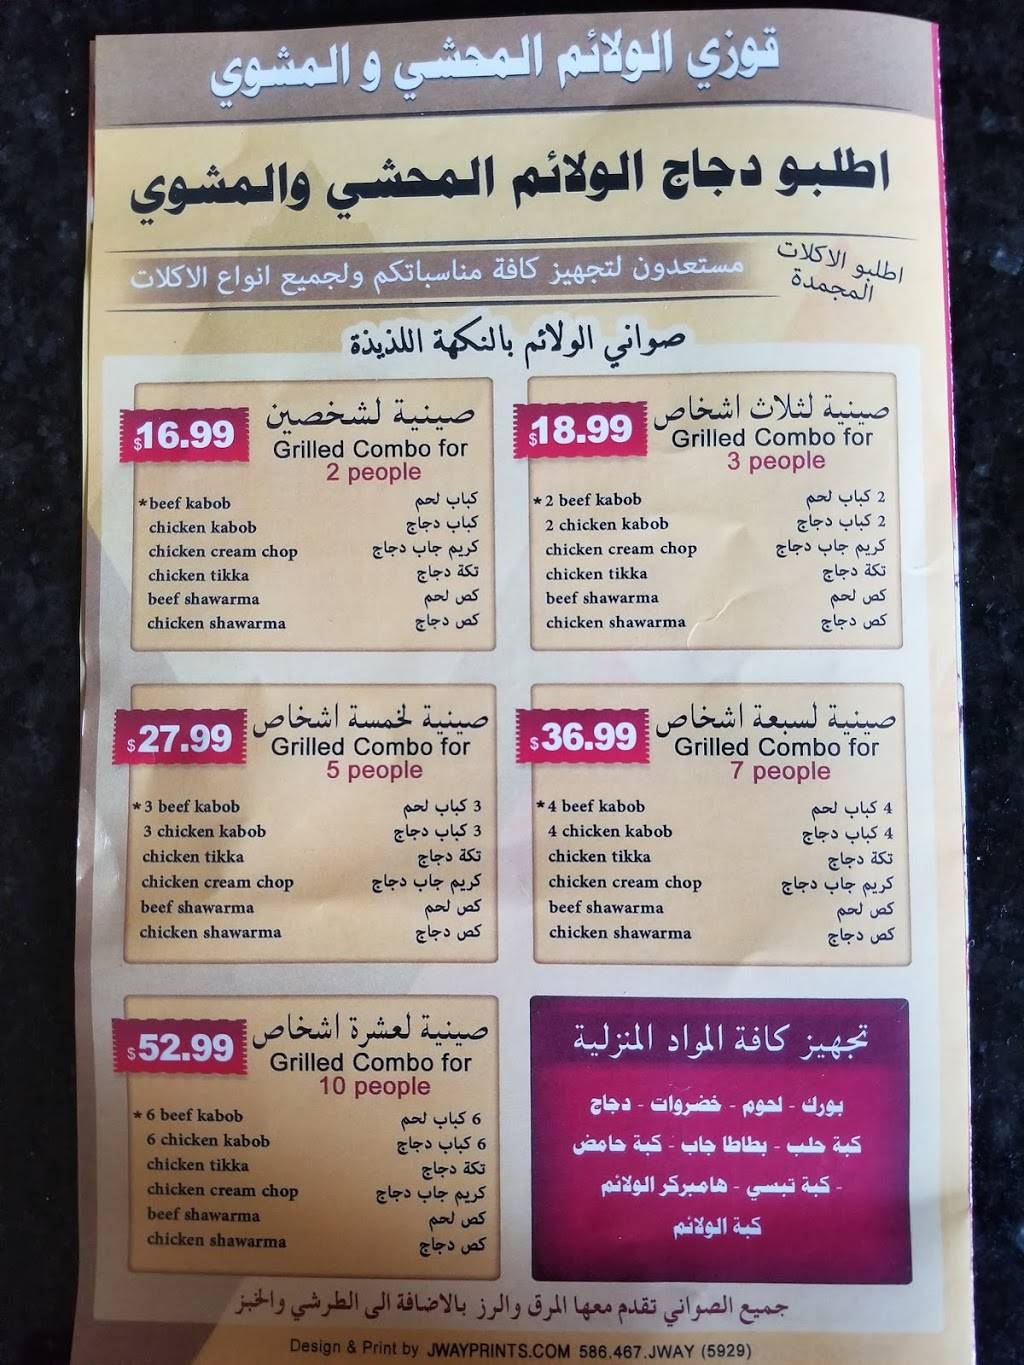 قوزي الولائم المحشي و المشوي
اطلبو دجاج الولائم المحشي والمشوي
اطلبو الاكلات
المجمدة
مستعدون لتجهيز كافة مناسباتكم ولجميع انواع الاكلات
صواني الولائم بالنكهة اللذيذة
$16.99
صينية لشخصين
Grilled Combo for
2 people
*beef kabob كباب لحم
chicken kabob كباب دجاج
chicken cream chop كريم جاب دجاج
chicken tikka تكة دجاج
beef shawarma كص لحم
chicken shawarma كص دجاج
$18.99
صينية لثلاث اشخاص
Grilled Combo for
3 people
*2 beef kabob 2 كباب لحم
2 chicken kabob 2 كباب دجاج
chicken cream chop كريم جاب دجاج
chicken tikka تكة دجاج
beef shawarma كص لحم
chicken shawarma كص دجاج
$27.99
صينية لخمسة اشخاص
Grilled Combo for
5 people
*3 beef kabob 3 كباب لحم
3 chicken kabob 3 كباب دجاج
chicken tikka تكة دجاج
chicken cream chop كريم جاب دجاج
beef shawarma كص لحم
chicken shawarma كص دجاج
$36.99
صينية لسبعة اشخاص
Grilled Combo for
7 people
*4 beef kabob 4 كباب لحم
4 chicken kabob 4 كباب دجاج
chicken tikka تكة دجاج
chicken cream chop كريم جاب دجاج
beef shawarma كص لحم
chicken shawarma كص دجاج
$52.99
صينية لعشرة اشخاص
Grilled Combo for
10 people
*6 beef kabob 6 كباب لحم
6 chicken kabob 6 كباب دجاج
chicken tikka تكة دجاج
chicken cream chop كريم جاب دجاج
beef shawarma كص لحم
chicken shawarma كص دجاج
تجهيز كافة المواد المنزلية
بورك - لحوم - خضروات - دجاج
كبة حلب - بطاطا جاب - كبة حامض
- كبة تبسي - هامبركر الولائم
كبة الولائم
جميع الصواني تقدم معها المرق والرز بالاضافة الى الطرشي والخبز
Design & Print by JWAYPRINTS.COM 586.467.JWAY (5929)